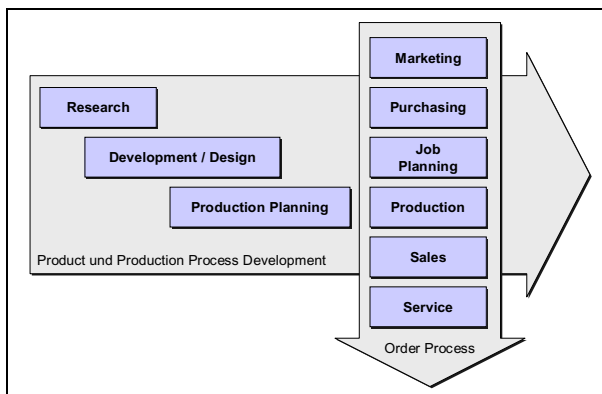 Marketing
Research
Purchasing
Development / Design
Job
Planning
Production Planning
Production
Product und Production Process Development
Sales
Service
Order Process